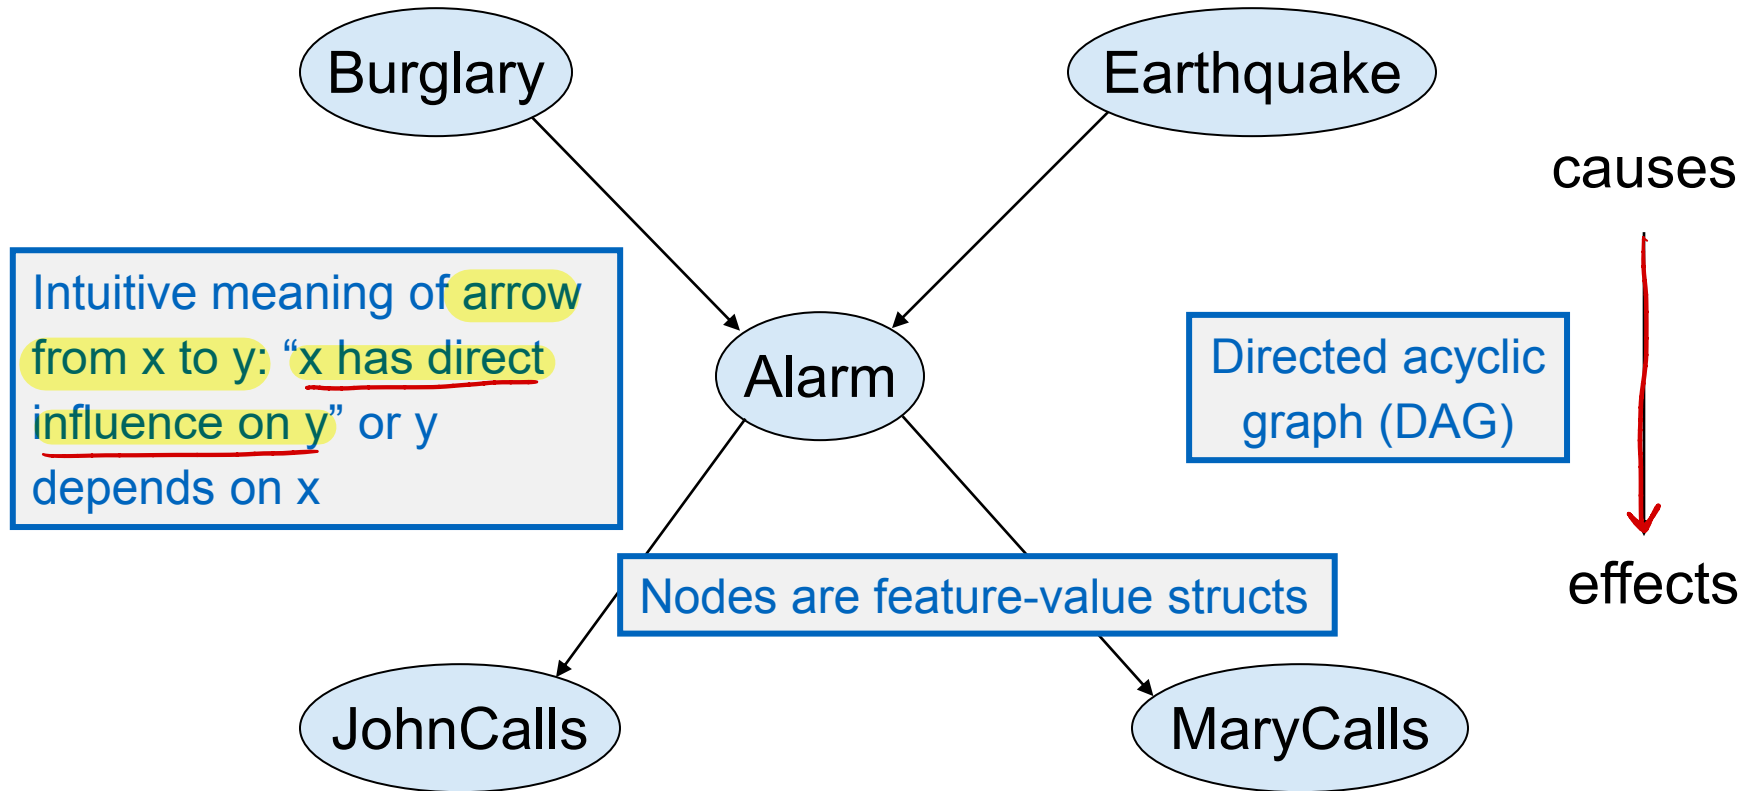 Burglary
Earthquake
causes
Intuitive meaning of arrow
from x to y: “x has direct
influence on y” or y
depends on x
Alarm
Directed acyclic
graph (DAG)
Nodes are feature-value structs
effects
JohnCalls
MaryCalls